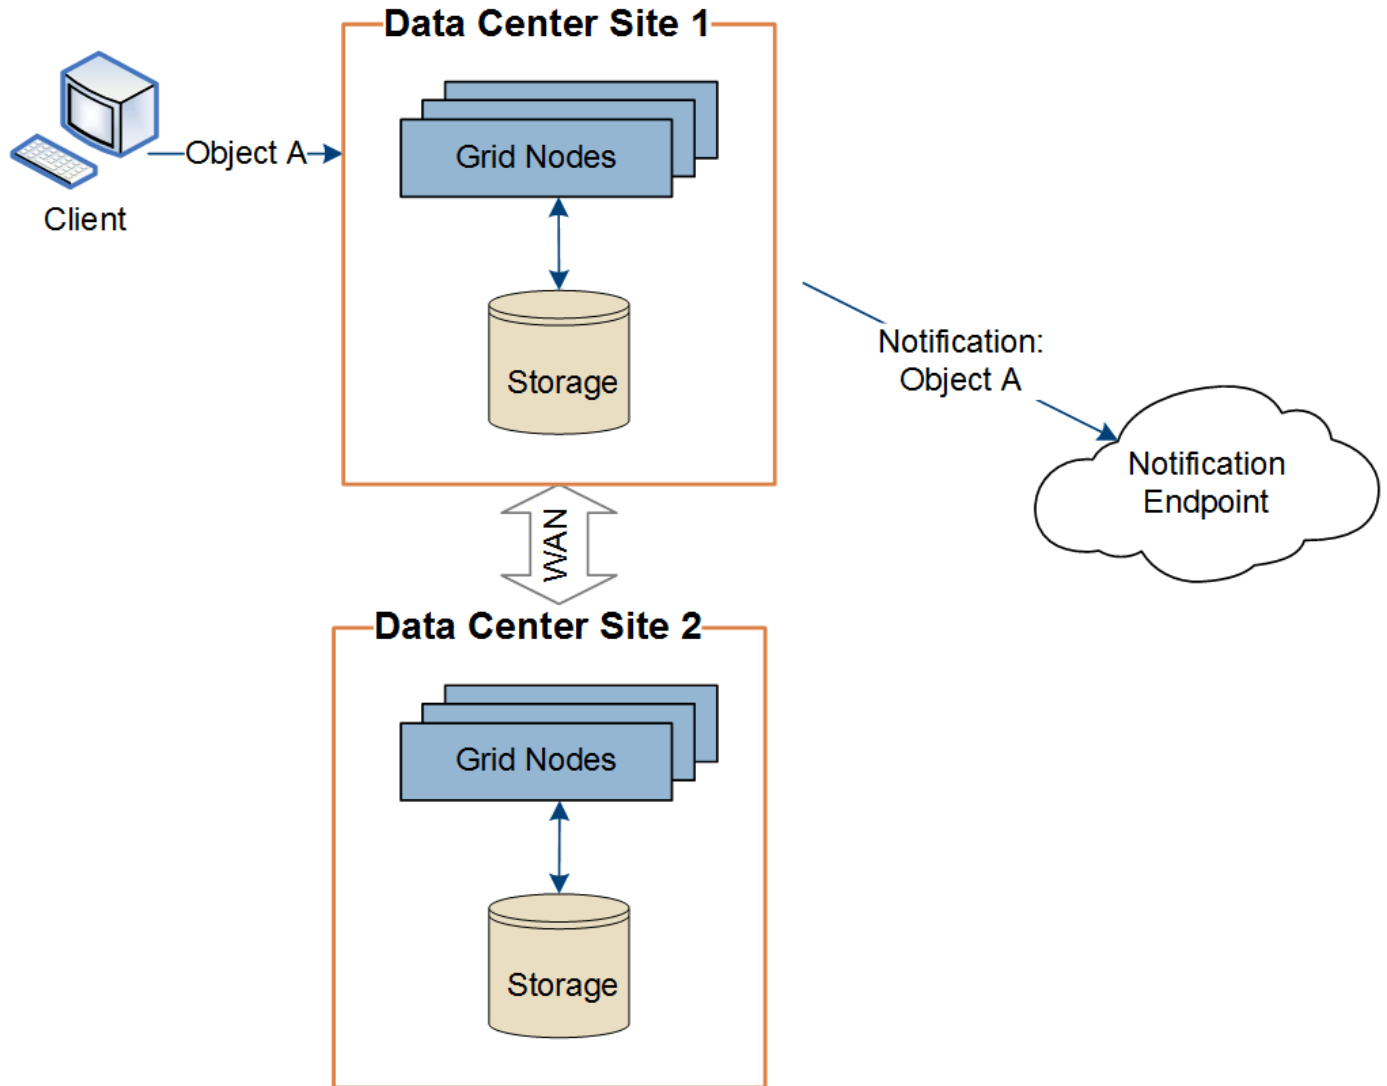 Data Center Site 1
Grid Nodes
Object A
Client
Storage
Notification:
Object A
Notification
Endpoint
WAN
Data Center Site 2
Grid Nodes
Storage